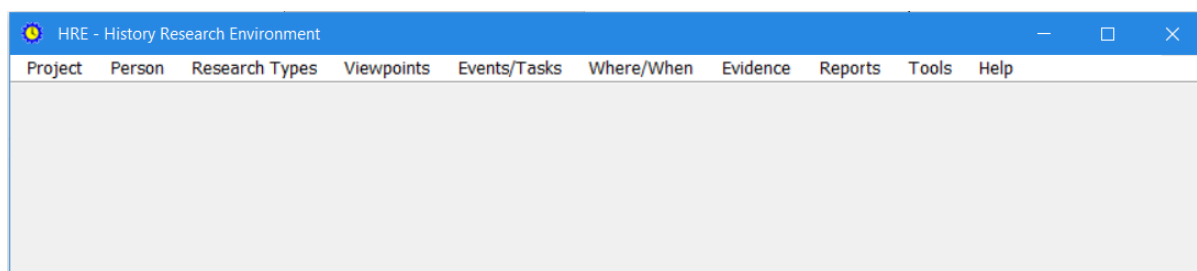 HRE - History Research Environment
Project Person Research Types Viewpoints Events/Tasks Where/When Evidence Reports Tools Help